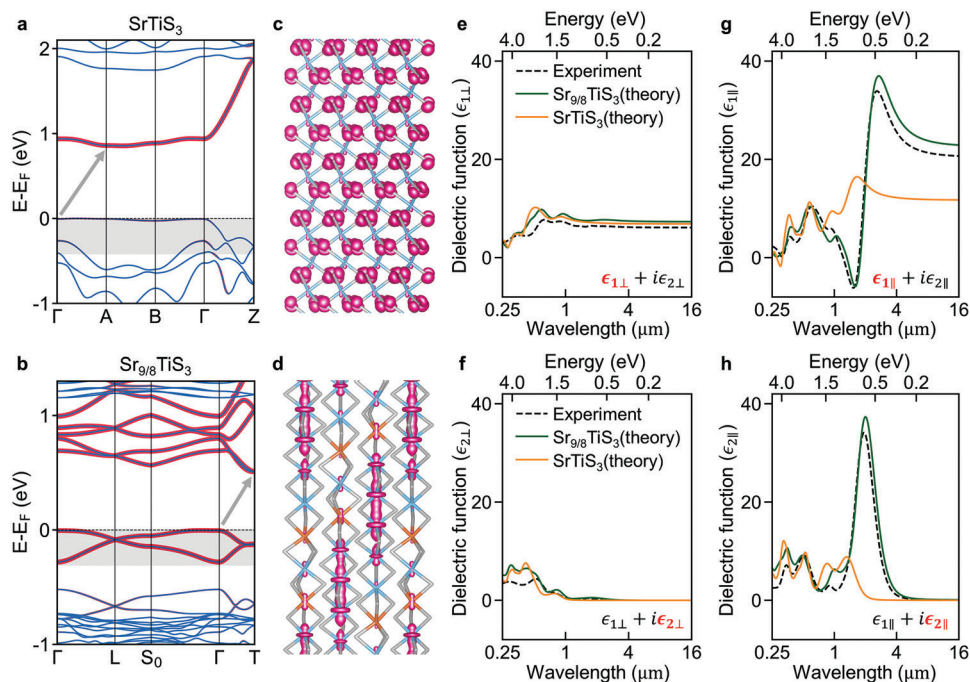 a
SrTiS3
2
1
0
-1
E-EF (eV)
Γ
A
B
Γ
Z
b
Sr9/8TiS3
1
0
-1
E-EF (eV)
Γ
L
S0
Γ
T
c
d
e
Energy (eV)
4.0
1.5
0.5
0.2
Experiment
Sr9/8TiS3(theory)
SrTiS3(theory)
Dielectric function (ϵ1⊥)
40
20
0
ϵ1⊥ + iϵ2⊥
0.25
1
4
16
Wavelength (μm)
f
Energy (eV)
4.0
1.5
0.5
0.2
Experiment
Sr9/8TiS3(theory)
SrTiS3(theory)
Dielectric function (ϵ2⊥)
40
20
0
ϵ1⊥ + iϵ2⊥
0.25
1
4
16
Wavelength (μm)
g
Energy (eV)
4.0
1.5
0.5
0.2
Dielectric function (ϵ1∥)
40
20
0
ϵ1∥ + iϵ2∥
0.25
1
4
16
Wavelength (μm)
h
Energy (eV)
4.0
1.5
0.5
0.2
Dielectric function (ϵ2∥)
40
20
0
ϵ1∥ + iϵ2∥
0.25
1
4
16
Wavelength (μm)